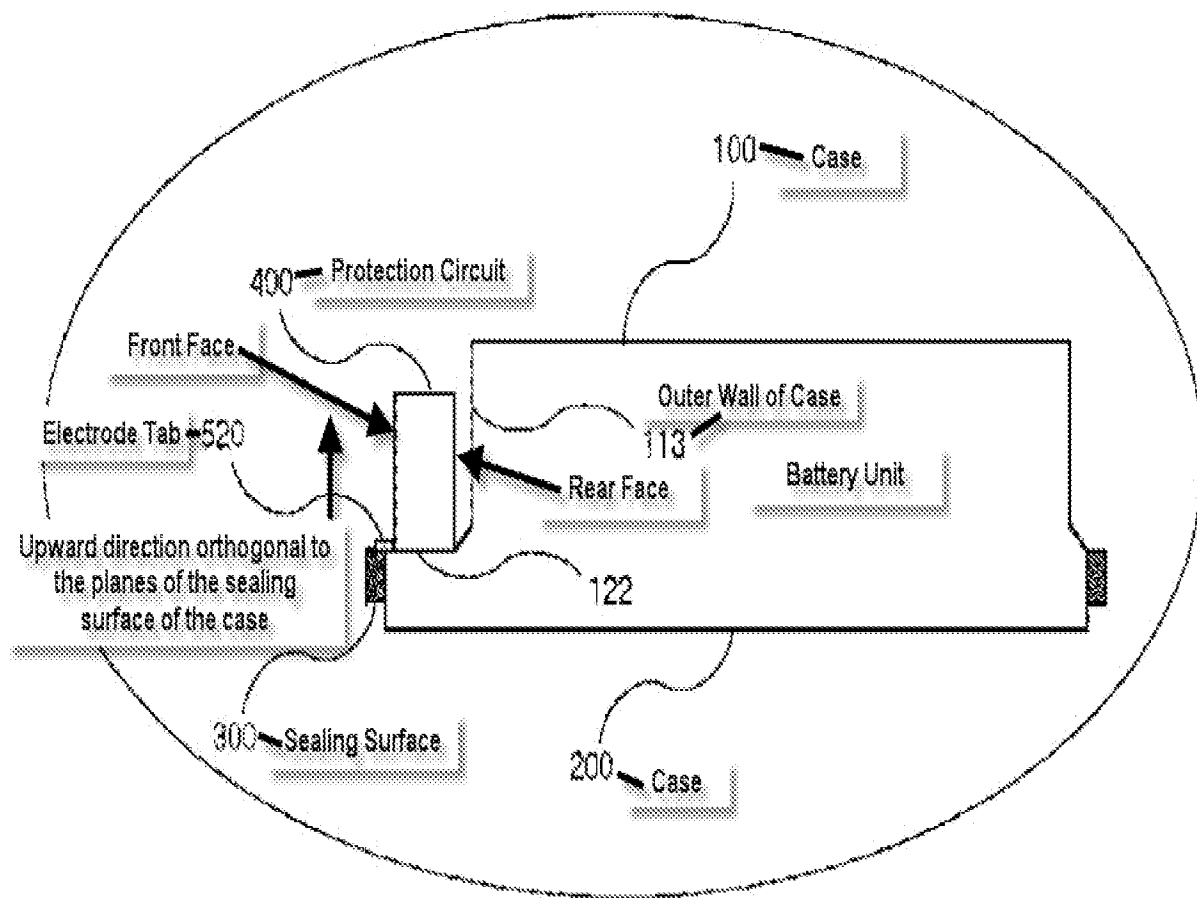 100 Case
400 Protection Circuit
Front Face
Outer Wall of Case
113
Electrode Tab 520
Rear Face
Battery Unit
Upward direction orthogonal to
the planes of the sealing
surface of the case
122
300 Sealing Surface
200 Case